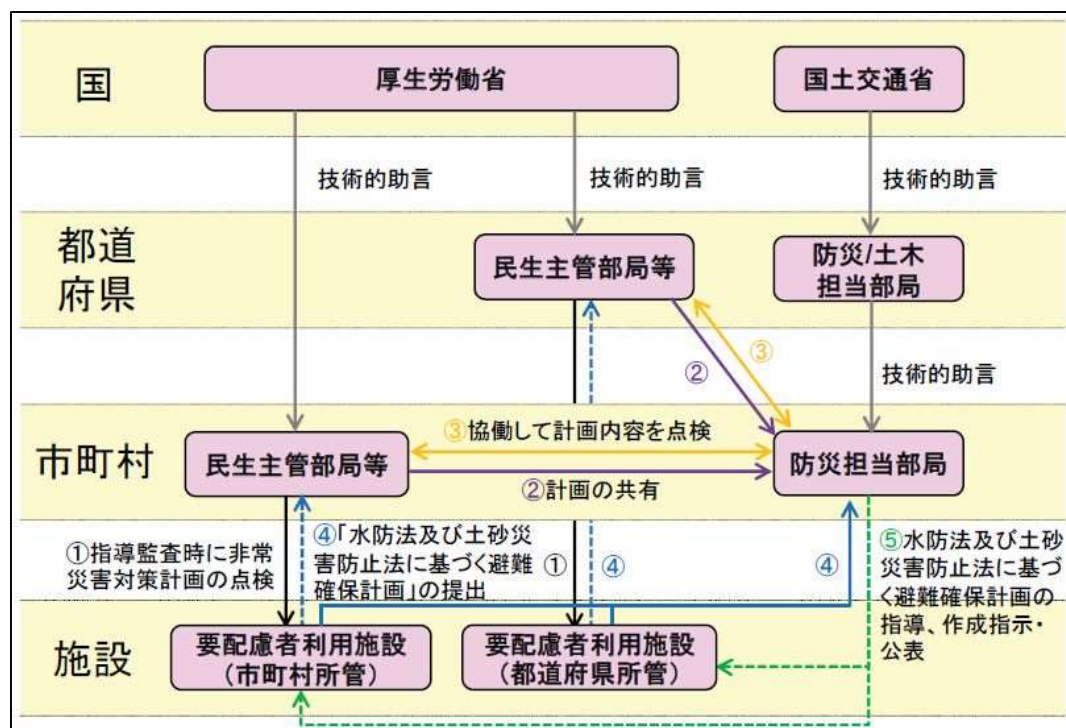 国
厚生労働省
国土交通省
技術的助言
技術的助言
技術的助言
都道
府県
民生主管部局等
防災/土木
担当部局
②
③
技術的助言
市町村
民生主管部局等
③協働して計画内容を点検
②計画の共有
防災担当部局
①指導監査時に非常
災害対策計画の点検
④「水防法及び土砂災
害防止法に基づく避難
確保計画」の提出
①
④
④
⑤水防法及び土砂
災害防止法に基づ
く避難確保計画の
指導、作成指示・
公表
施設
要配慮者利用施設
(市町村所管)
要配慮者利用施設
(都道府県所管)